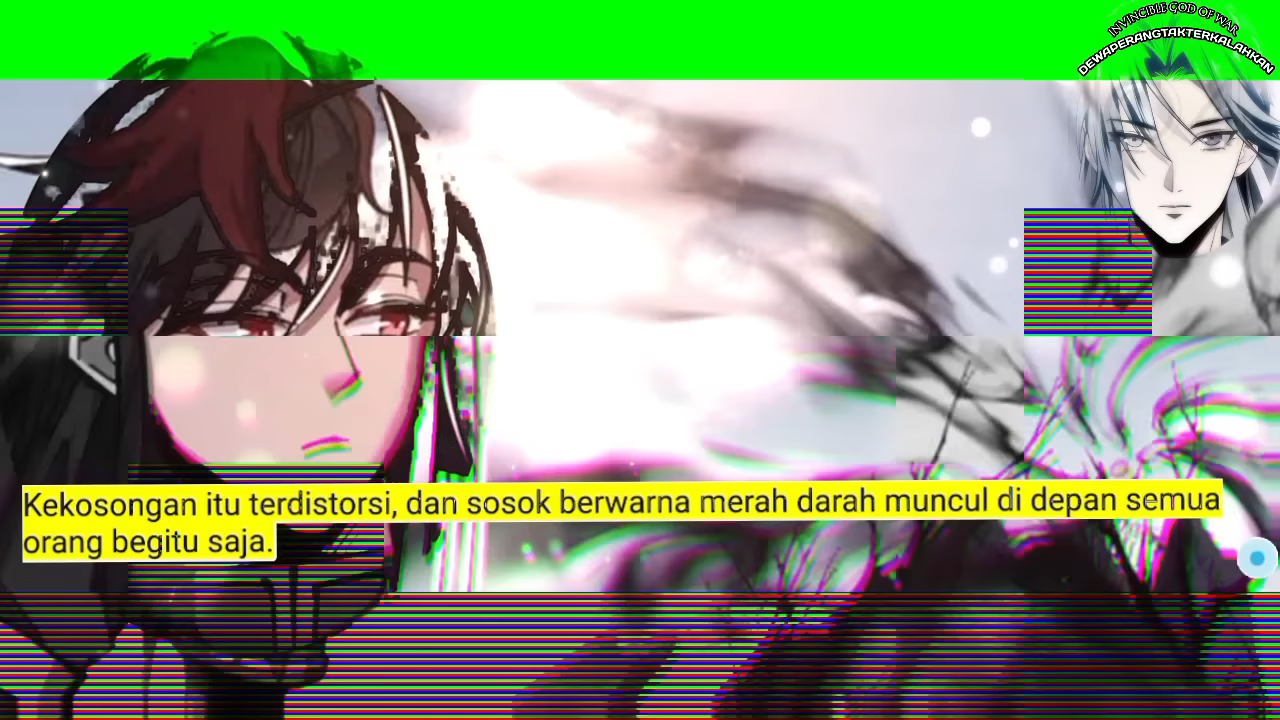 INVINCIBLE GOD OF WAR
DEWAPERANGTAKTERKALAHKAN
Kekosongan itu terdistorsi, dan sosok berwarna merah darah muncul di depan semua
orang begitu saja.